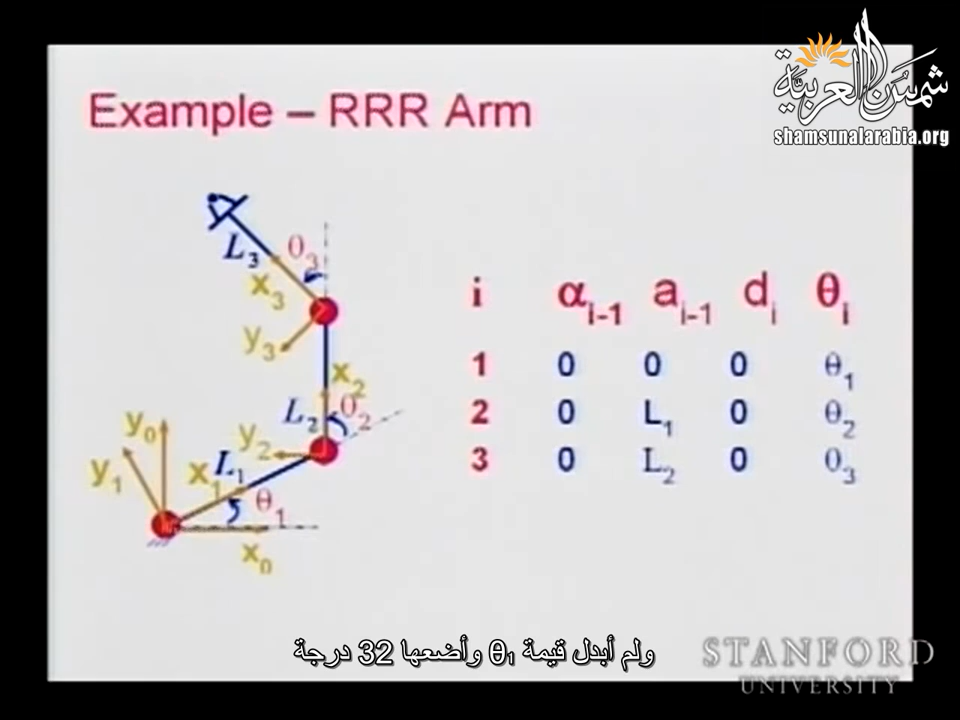 شمس العربية
shamsunalarabia.org
Example – RRR Arm
L₃ θ₃
x₃
y₃
x₂
L₂ θ₂
y₀ y₂
y₁ x₁ L₁
θ₁
x₀
i αᵢ₋₁ aᵢ₋₁ dᵢ θᵢ
1 0 0 0 θ₁
2 0 L₁ 0 θ₂
3 0 L₂ 0 θ₃
ولم أبدل قيمة θ₁ وأضعها 32 درجة
STANFORD
UNIVERSITY